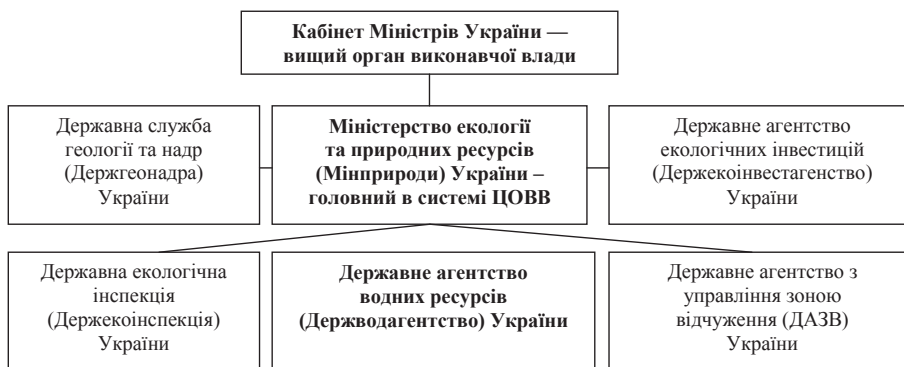 Кабінет Міністрів України —
вищий орган виконавчої влади
Державна служба
геології та надр
(Держгеонадра)
України
Міністерство екології
та природних ресурсів
(Мінприроди) України –
головний в системі ЦОВВ
Державне агентство
екологічних інвестицій
(Держекоінвестагенство)
України
Державна екологічна
інспекція
(Держекоінспекція)
України
Державне агентство
водних ресурсів
(Держводагентство) України
Державне агентство з
управління зоною
відчуження (ДАЗВ)
України